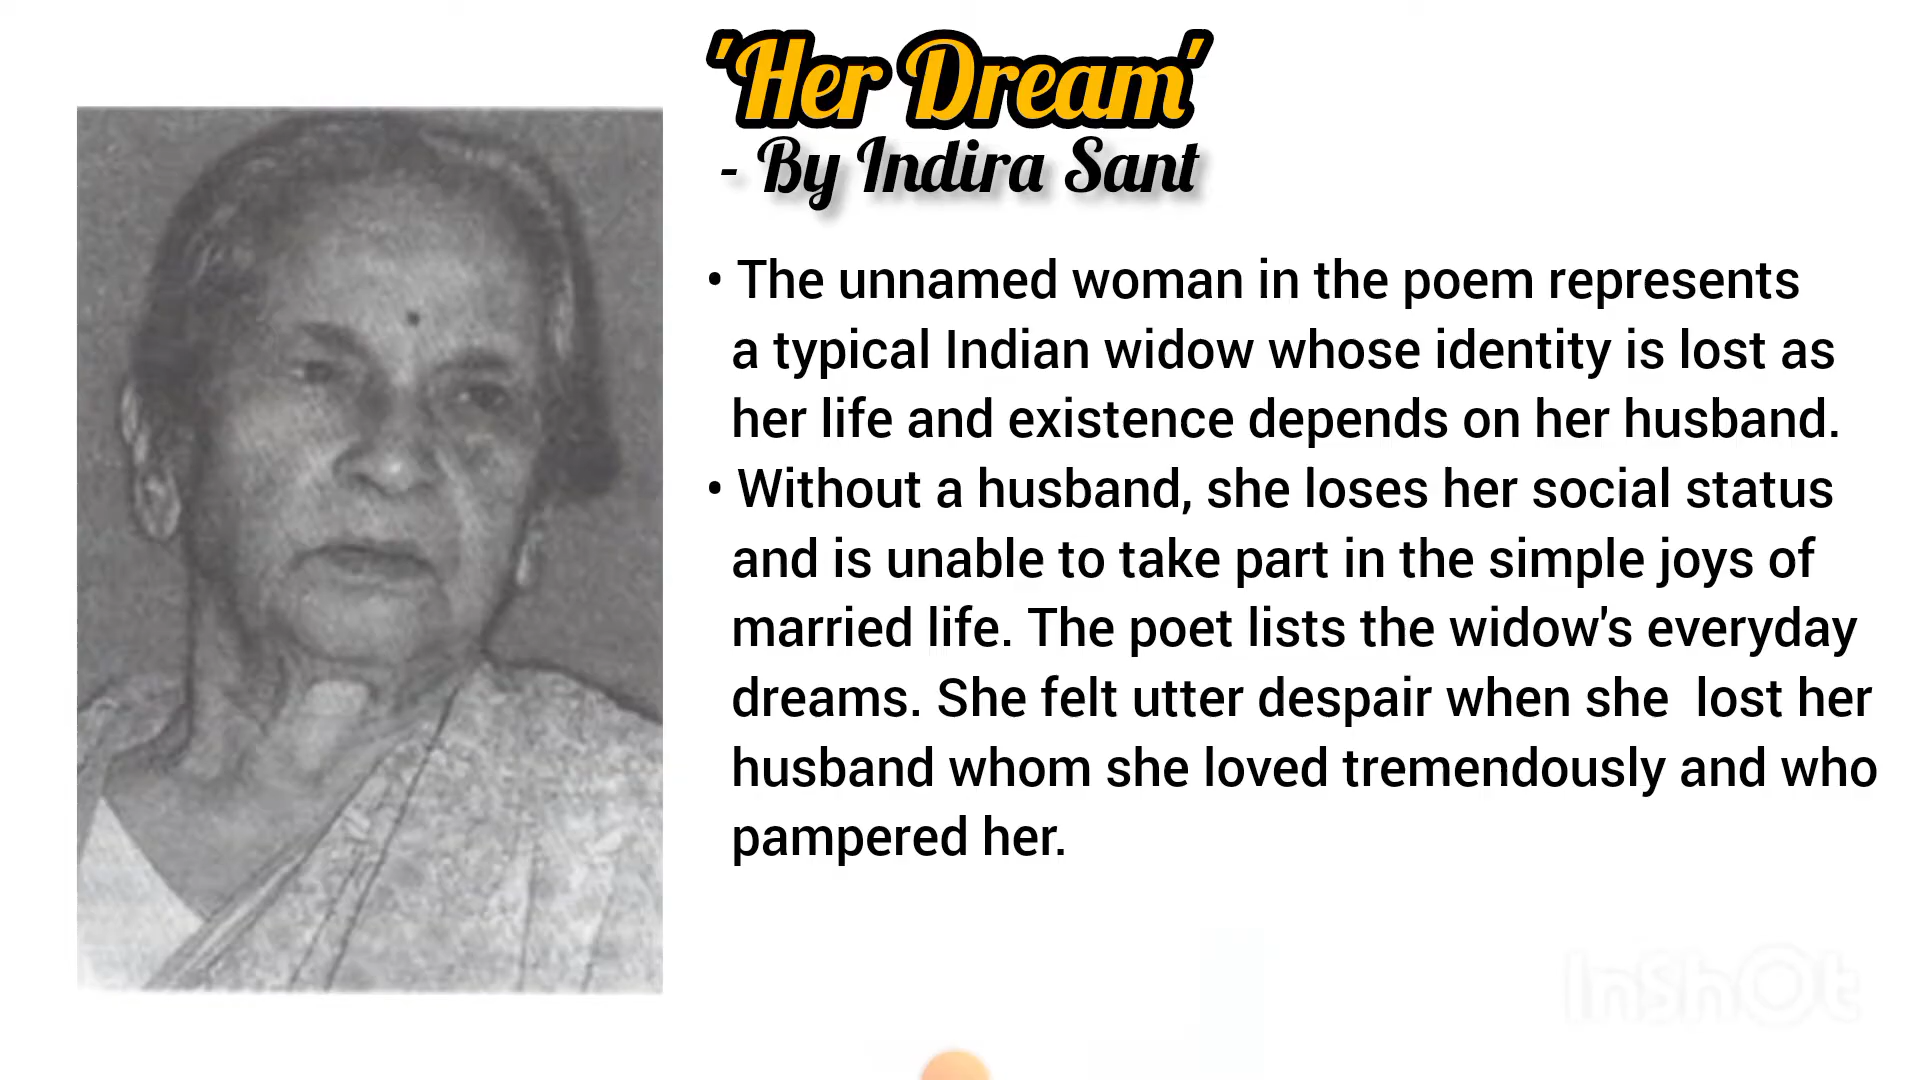 'Her Dream'
- By Indira Sant
• The unnamed woman in the poem represents
a typical Indian widow whose identity is lost as
her life and existence depends on her husband.
• Without a husband, she loses her social status
and is unable to take part in the simple joys of
married life. The poet lists the widow's everyday
dreams. She felt utter despair when she lost her
husband whom she loved tremendously and who
pampered her.
InShOt